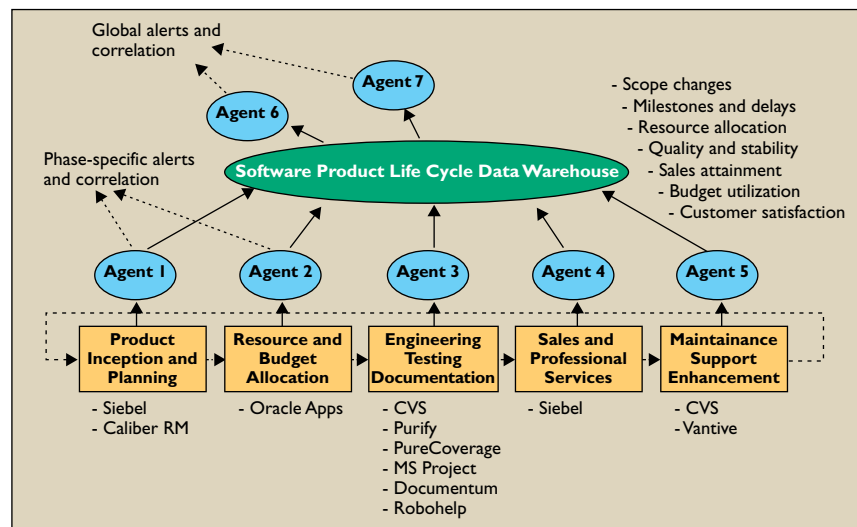 Global alerts and
correlation
Agent 7
Agent 6
- Scope changes
- Milestones and delays
- Resource allocation
- Quality and stability
- Sales attainment
- Budget utilization
- Customer satisfaction
Phase-specific alerts
and correlation
Software Product Life Cycle Data Warehouse
Agent 1
Agent 2
Agent 3
Agent 4
Agent 5
Product
Inception and
Planning
Resource and
Budget
Allocation
Engineering
Testing
Documentation
Sales and
Professional
Services
Maintainance
Support
Enhancement
- Siebel
- Caliber RM
- Oracle Apps
- CVS
- Purify
- PureCoverage
- MS Project
- Documentum
- Robohelp
- Siebel
- CVS
- Vantive